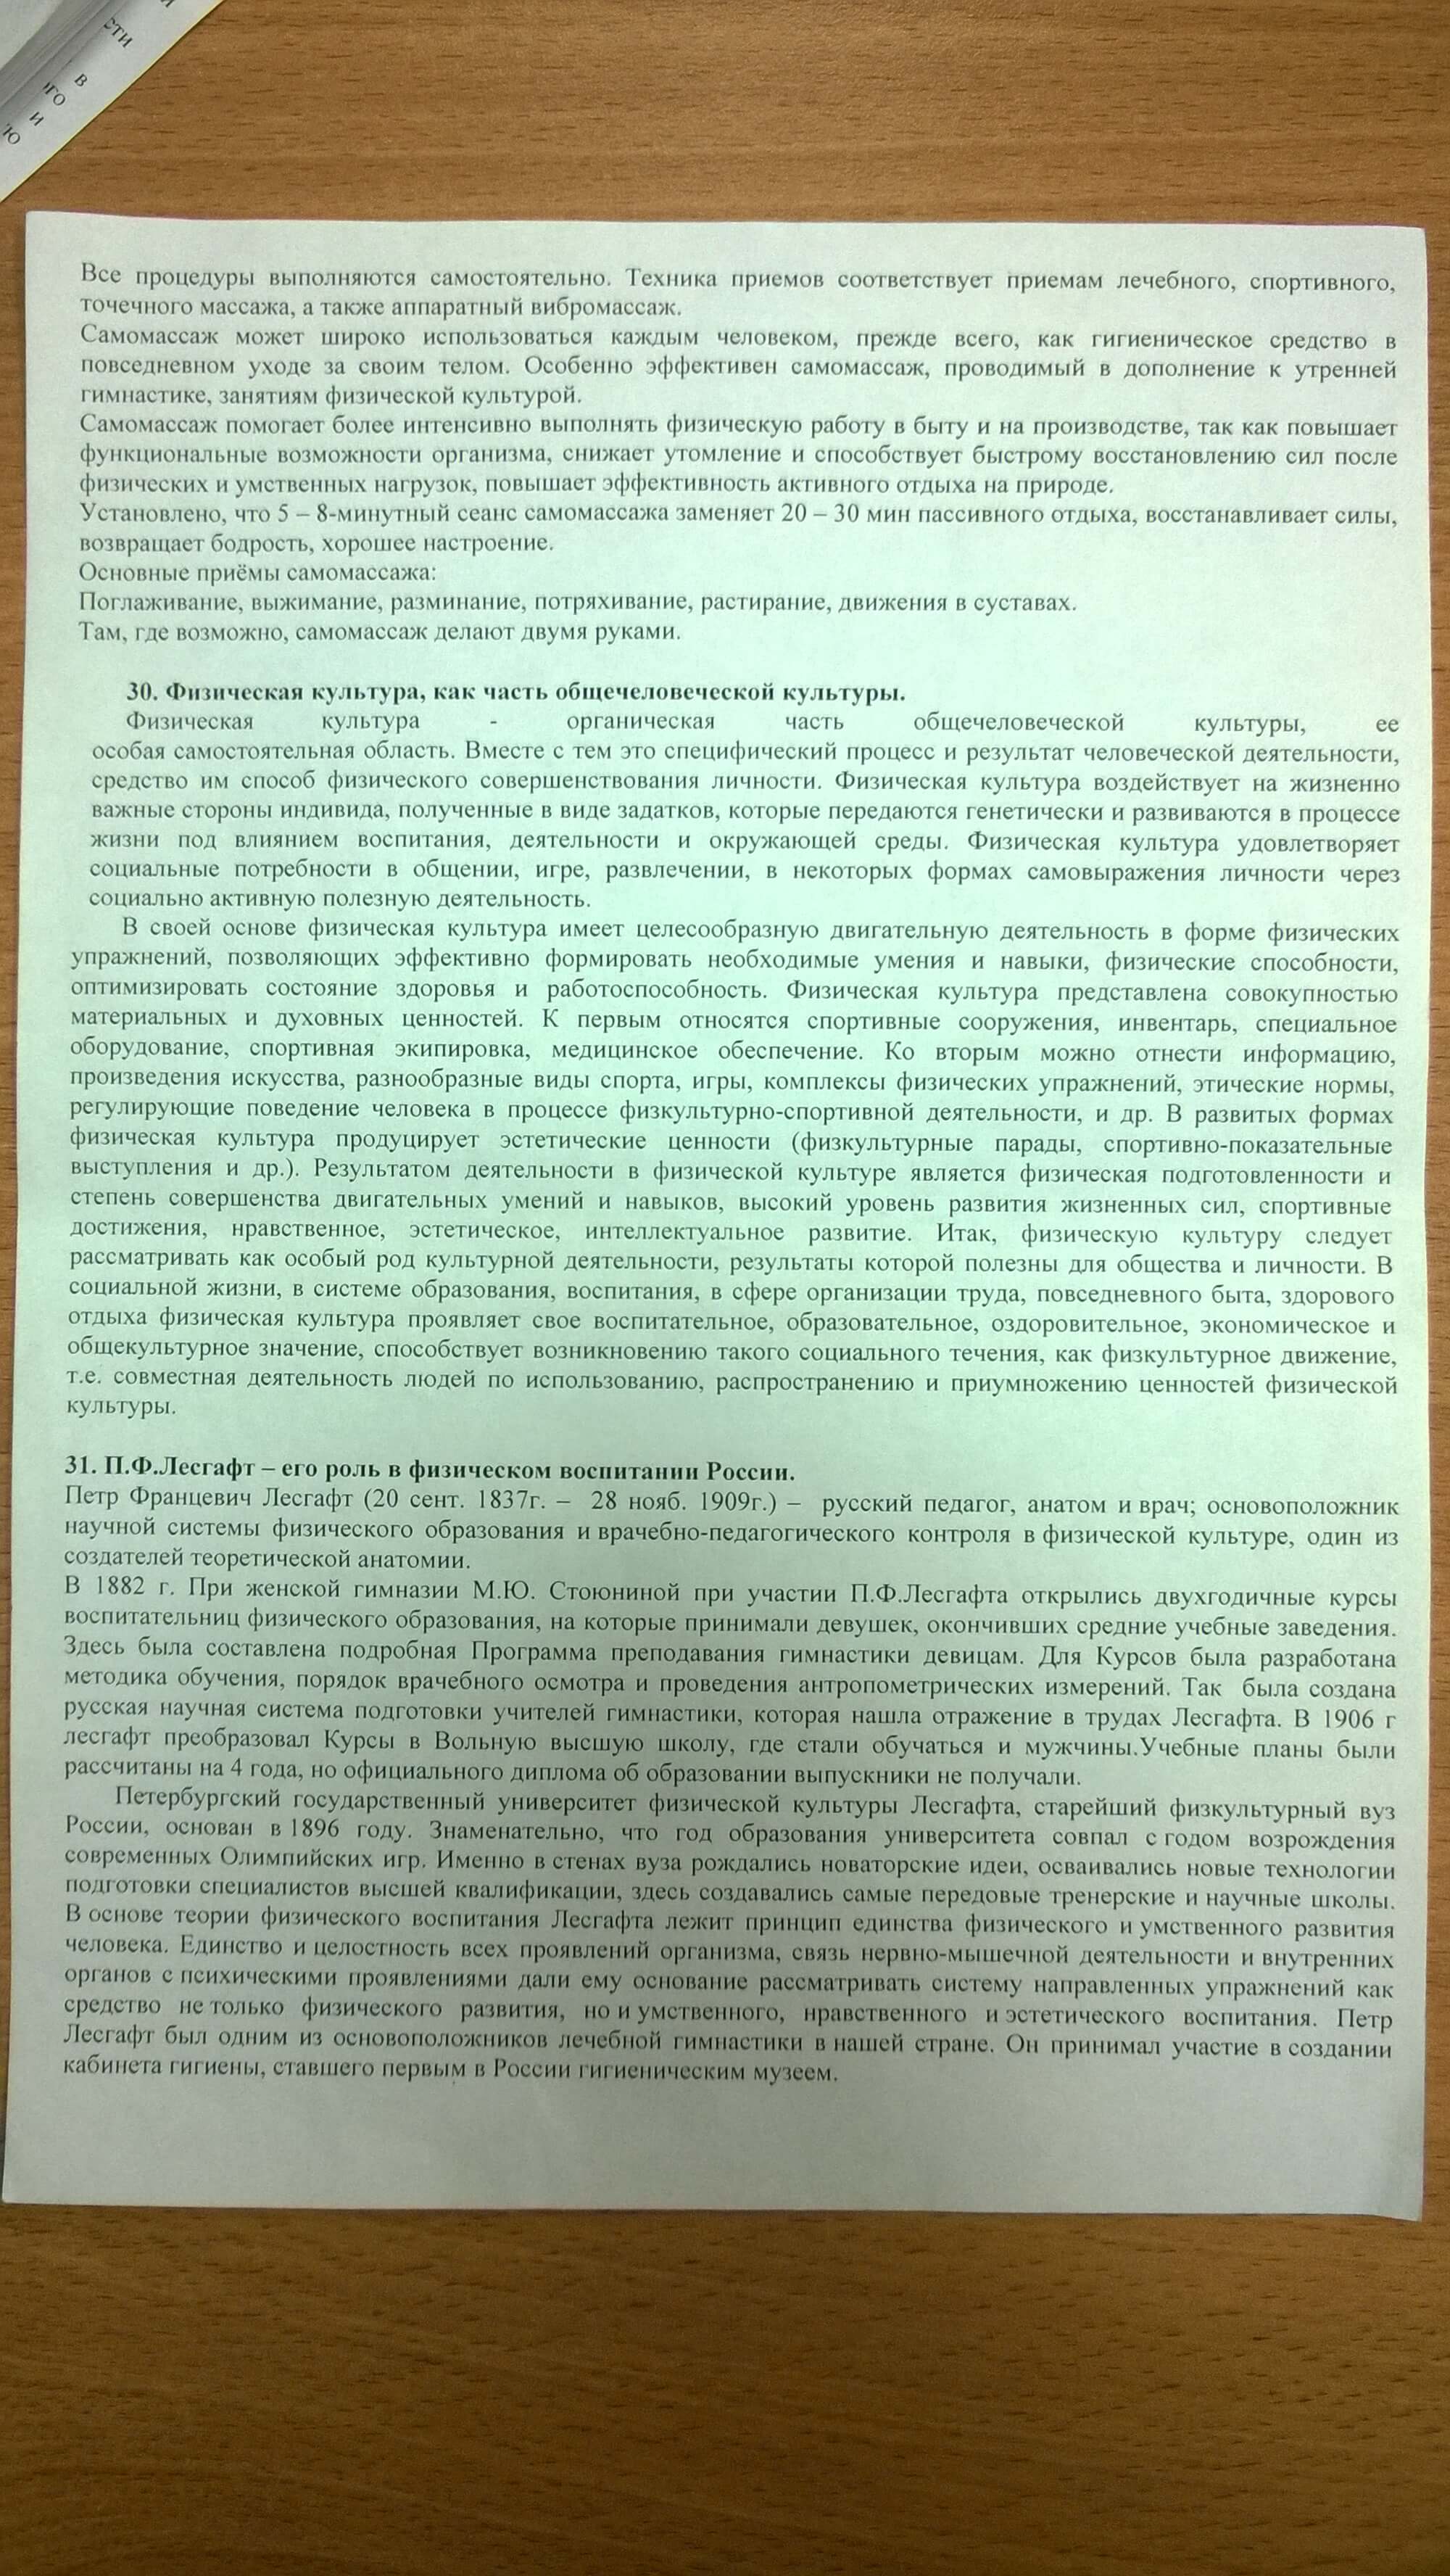 сти
в
го
и
ю
Все процедуры выполняются самостоятельно. Техника приемов соответствует приемам лечебного, спортивного,
точечного массажа, а также аппаратный вибромассаж.
Самомассаж может широко использоваться каждым человеком, прежде всего, как гигиеническое средство в
повседневном уходе за своим телом. Особенно эффективен самомассаж, проводимый в дополнение к утренней
гимнастике, занятиям физической культурой.
Самомассаж помогает более интенсивно выполнять физическую работу в быту и на производстве, так как повышает
функциональные возможности организма, снижает утомление и способствует быстрому восстановлению сил после
физических и умственных нагрузок, повышает эффективность активного отдыха на природе.
Установлено, что 5 – 8-минутный сеанс самомассажа заменяет 20 – 30 мин пассивного отдыха, восстанавливает силы,
возвращает бодрость, хорошее настроение.
Основные приёмы самомассажа:
Поглаживание, выжимание, разминание, потряхивание, растирание, движения в суставах.
Там, где возможно, самомассаж делают двумя руками.
30. Физическая культура, как часть общечеловеческой культуры.
Физическая культура - органическая часть общечеловеческой культуры, ее
особая самостоятельная область. Вместе с тем это специфический процесс и результат человеческой деятельности,
средство им способ физического совершенствования личности. Физическая культура воздействует на жизненно
важные стороны индивида, полученные в виде задатков, которые передаются генетически и развиваются в процессе
жизни под влиянием воспитания, деятельности и окружающей среды. Физическая культура удовлетворяет
социальные потребности в общении, игре, развлечении, в некоторых формах самовыражения личности через
социально активную полезную деятельность.
В своей основе физическая культура имеет целесообразную двигательную деятельность в форме физических
упражнений, позволяющих эффективно формировать необходимые умения и навыки, физические способности,
оптимизировать состояние здоровья и работоспособность. Физическая культура представлена совокупностью
материальных и духовных ценностей. К первым относятся спортивные сооружения, инвентарь, специальное
оборудование, спортивная экипировка, медицинское обеспечение. Ко вторым можно отнести информацию,
произведения искусства, разнообразные виды спорта, игры, комплексы физических упражнений, этические нормы,
регулирующие поведение человека в процессе физкультурно-спортивной деятельности, и др. В развитых формах
физическая культура продуцирует эстетические ценности (физкультурные парады, спортивно-показательные
выступления и др.). Результатом деятельности в физической культуре является физическая подготовленности и
степень совершенства двигательных умений и навыков, высокий уровень развития жизненных сил, спортивные
достижения, нравственное, эстетическое, интеллектуальное развитие. Итак, физическую культуру следует
рассматривать как особый род культурной деятельности, результаты которой полезны для общества и личности. В
социальной жизни, в системе образования, воспитания, в сфере организации труда, повседневного быта, здорового
отдыха физическая культура проявляет свое воспитательное, образовательное, оздоровительное, экономическое и
общекультурное значение, способствует возникновению такого социального течения, как физкультурное движение,
т.е. совместная деятельность людей по использованию, распространению и приумножению ценностей физической
культуры.
31. П.Ф.Лесгафт – его роль в физическом воспитании России.
Петр Францевич Лесгафт (20 сент. 1837г. – 28 нояб. 1909г.) – русский педагог, анатом и врач; основоположник
научной системы физического образования и врачебно-педагогического контроля в физической культуре, один из
создателей теоретической анатомии.
В 1882 г. При женской гимназии М.Ю. Стоюниной при участии П.Ф.Лесгафта открылись двухгодичные курсы
воспитательниц физического образования, на которые принимали девушек, окончивших средние учебные заведения.
Здесь была составлена подробная Программа преподавания гимнастики девицам. Для Курсов была разработана
методика обучения, порядок врачебного осмотра и проведения антропометрических измерений. Так была создана
русская научная система подготовки учителей гимнастики, которая нашла отражение в трудах Лесгафта. В 1906 г
лесгафт преобразовал Курсы в Вольную высшую школу, где стали обучаться и мужчины.Учебные планы были
рассчитаны на 4 года, но официального диплома об образовании выпускники не получали.
Петербургский государственный университет физической культуры Лесгафта, старейший физкультурный вуз
России, основан в 1896 году. Знаменательно, что год образования университета совпал с годом возрождения
современных Олимпийских игр. Именно в стенах вуза рождались новаторские идеи, осваивались новые технологии
подготовки специалистов высшей квалификации, здесь создавались самые передовые тренерские и научные школы.
В основе теории физического воспитания Лесгафта лежит принцип единства физического и умственного развития
человека. Единство и целостность всех проявлений организма, связь нервно-мышечной деятельности и внутренних
органов с психическими проявлениями дали ему основание рассматривать систему направленных упражнений как
средство не только физического развития, но и умственного, нравственного и эстетического воспитания. Петр
Лесгафт был одним из основоположников лечебной гимнастики в нашей стране. Он принимал участие в создании
кабинета гигиены, ставшего первым в России гигиеническим музеем.